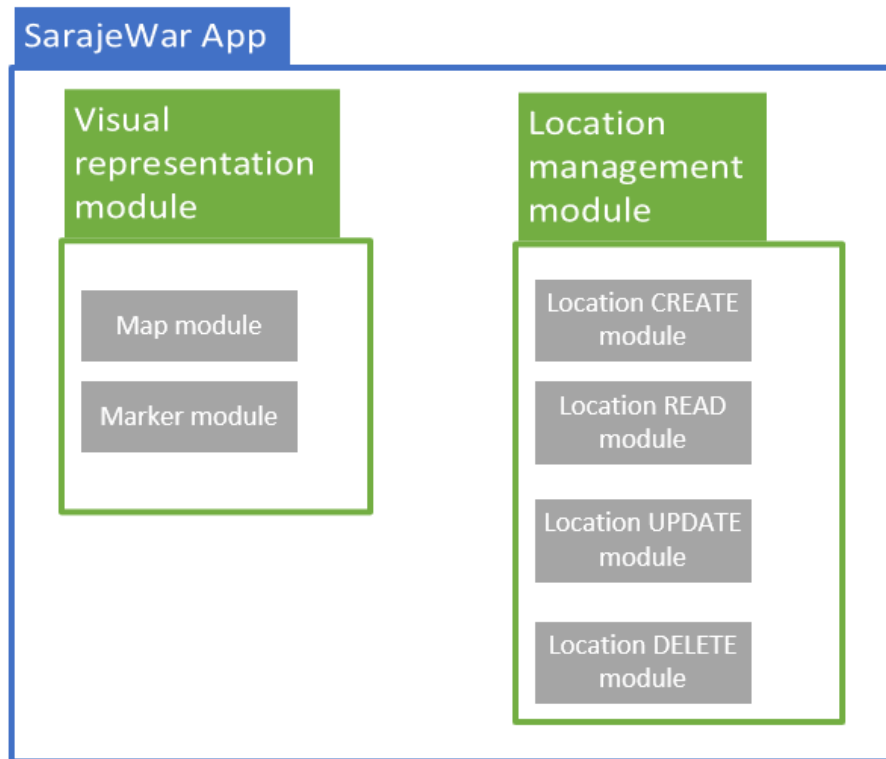 SarajeWar App
Visual
representation
module
Map module
Marker module
Location
management
module
Location CREATE
module
Location READ
module
Location UPDATE
module
Location DELETE
module